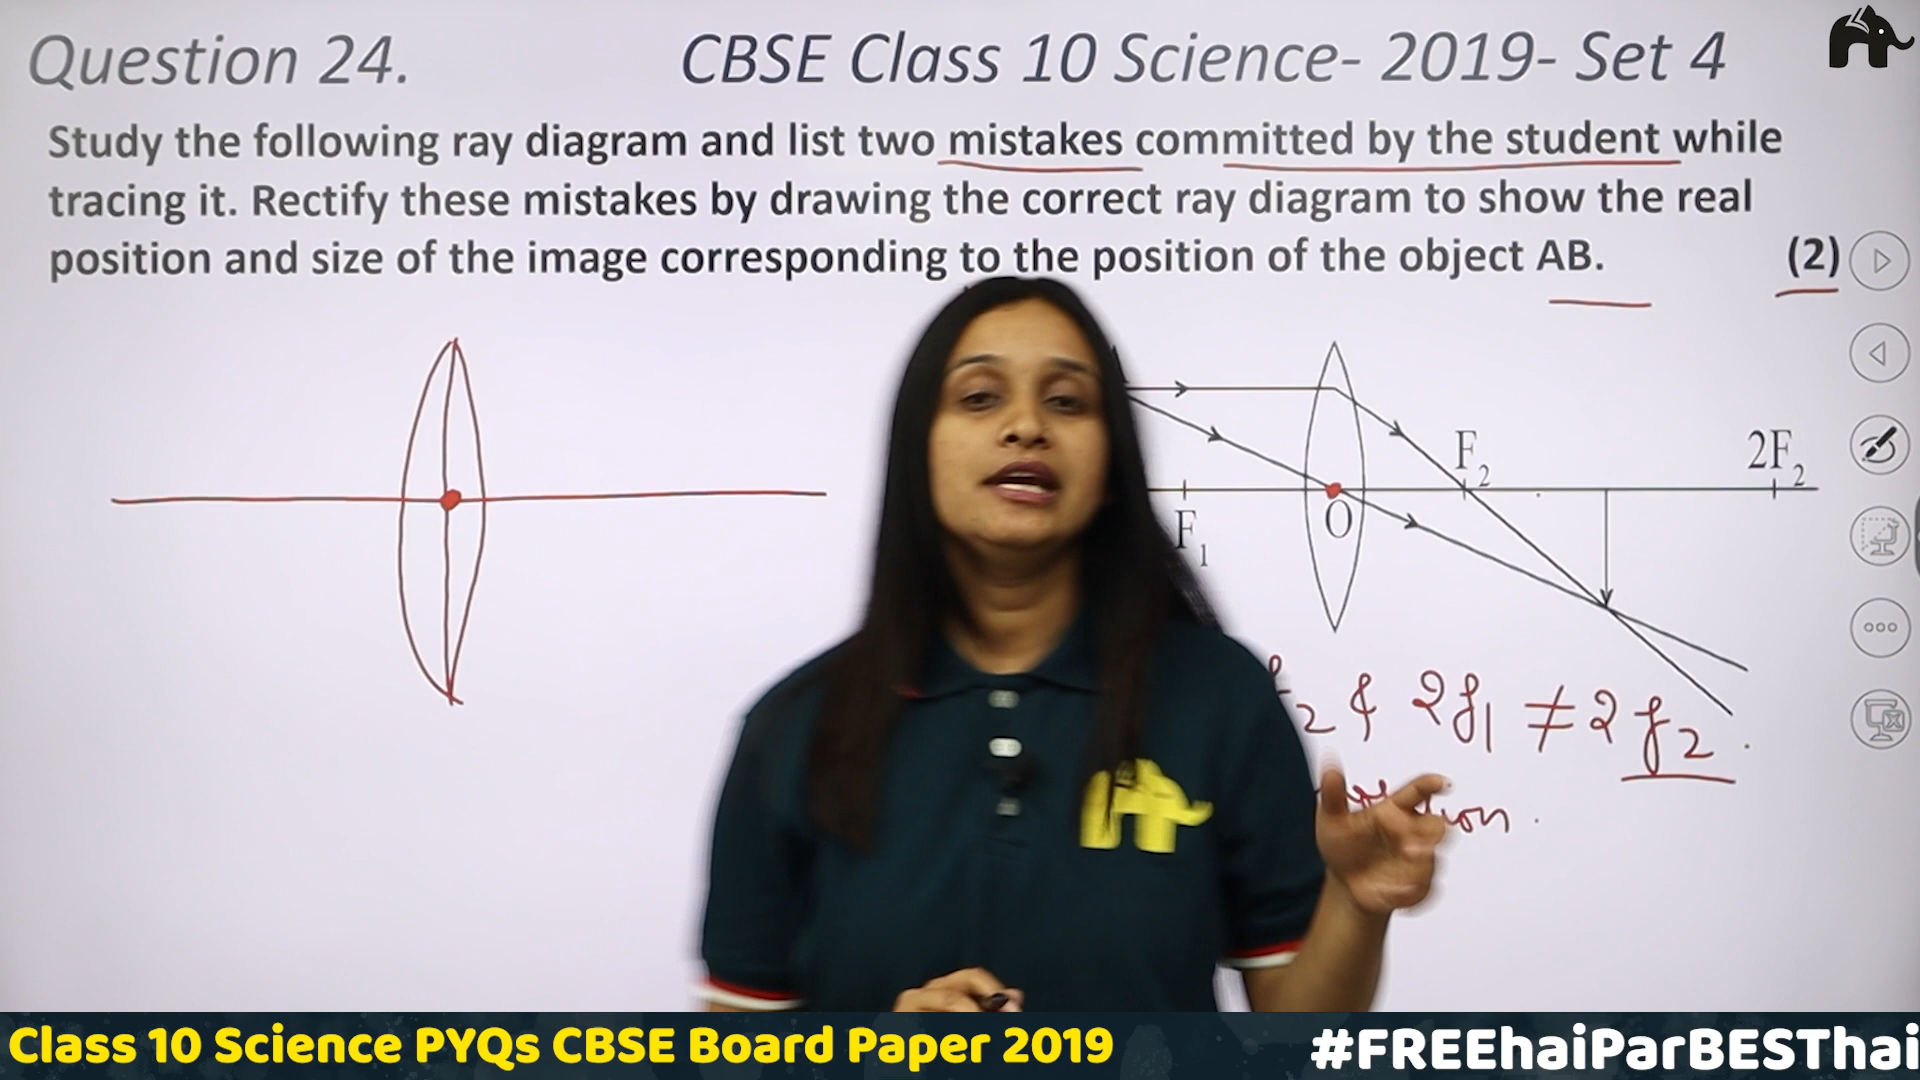 Question 24.
CBSE Class 10 Science- 2019- Set 4
Study the following ray diagram and list two mistakes committed by the student while
tracing it. Rectify these mistakes by drawing the correct ray diagram to show the real
position and size of the image corresponding to the position of the object AB. (2)
F2
2F2
O
F1
2 & 2f1 ≠ 2f2.
Class 10 Science PYQs CBSE Board Paper 2019
#FREEhaiParBESThai